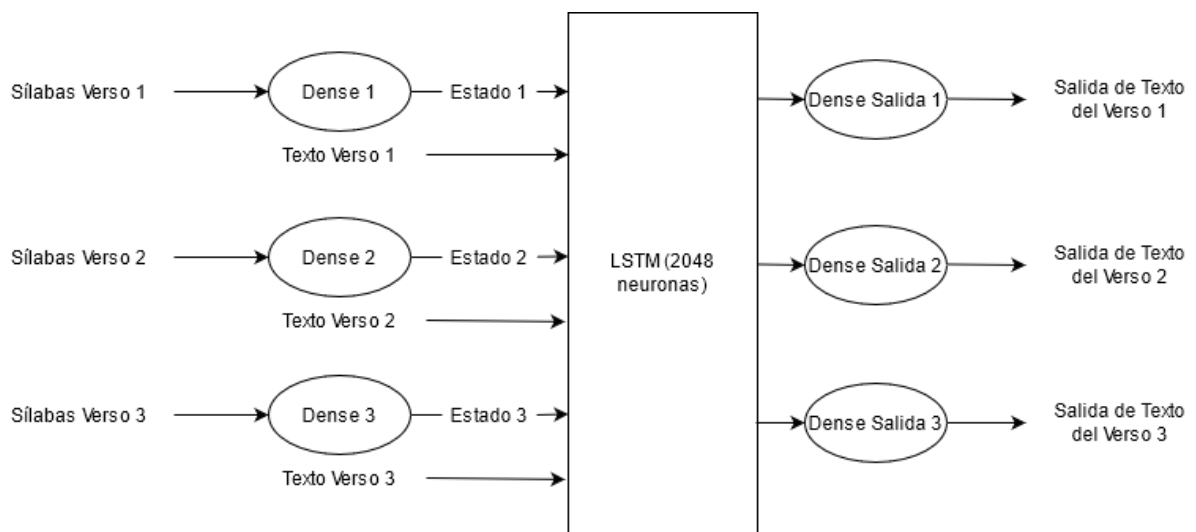 Sílabas Verso 1
Dense 1
Estado 1
Texto Verso 1
Dense Salida 1
Salida de Texto
del Verso 1
Sílabas Verso 2
Dense 2
Estado 2
Texto Verso 2
LSTM (2048
neuronas)
Dense Salida 2
Salida de Texto
del Verso 2
Sílabas Verso 3
Dense 3
Estado 3
Texto Verso 3
Dense Salida 3
Salida de Texto
del Verso 3